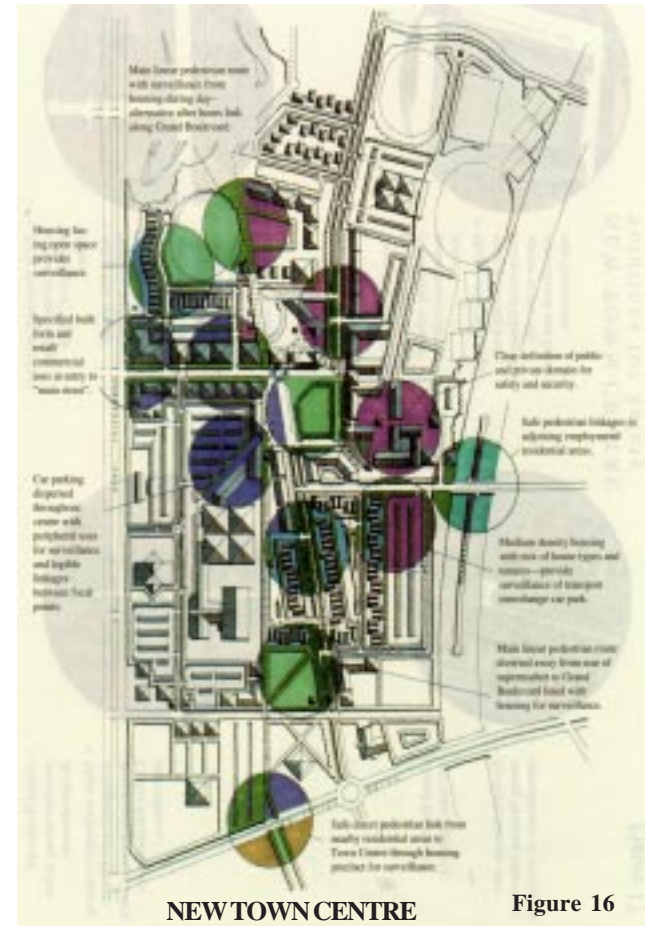 Main linear pedestrian route
with surveillance from
housing during day–
alternative after hours link
along Grand Boulevard.
Housing fac-
ing open space
provides
surveillance.
Specified built
form and
retail/
commercial
uses at entry to
"main street".
Car parking
dispersed
throughout
centre with
peripheral uses
for surveillance
and legible
linkages
between focal
points.
Clear definition of public
and private domain for
safety and security.
Safe pedestrian linkages to
adjoining employment/
residential areas.
Medium density housing
with mix of house types and
tenures—provide
surveillance of transport
interchange car park.
Main linear pedestrian route
diverted away from rear of
supermarket to Grand
Boulevard lined with
housing for surveillance.
Safe direct pedestrian link from
nearby residential areas to
Town Centre through housing
precinct for surveillance.
NEW TOWN CENTRE
Figure 16